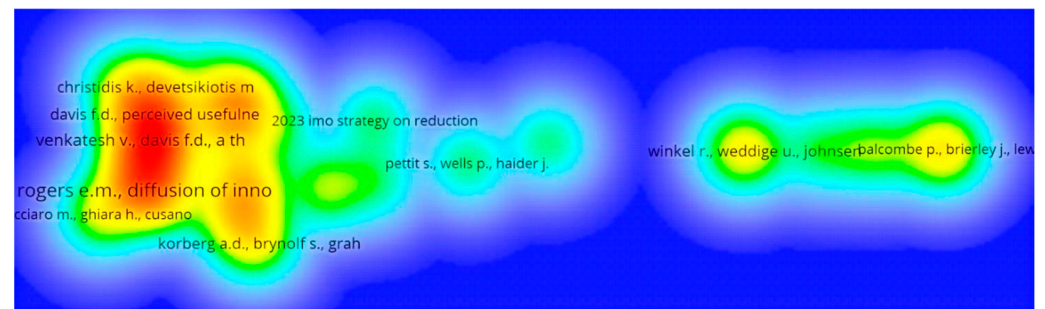 christidis k., devetsikiotis m
davis f.d., perceived usefulne
2023 imo strategy on reduction
venkatesh v., davis f.d., a th
winkel r., weddige u., johnsen
palcombe p., brierley j., lew
pettit s., wells p., haider j.
rogers e.m., diffusion of inno
cciaro m., ghiara h., cusano
korberg a.d., brynolf s., grah